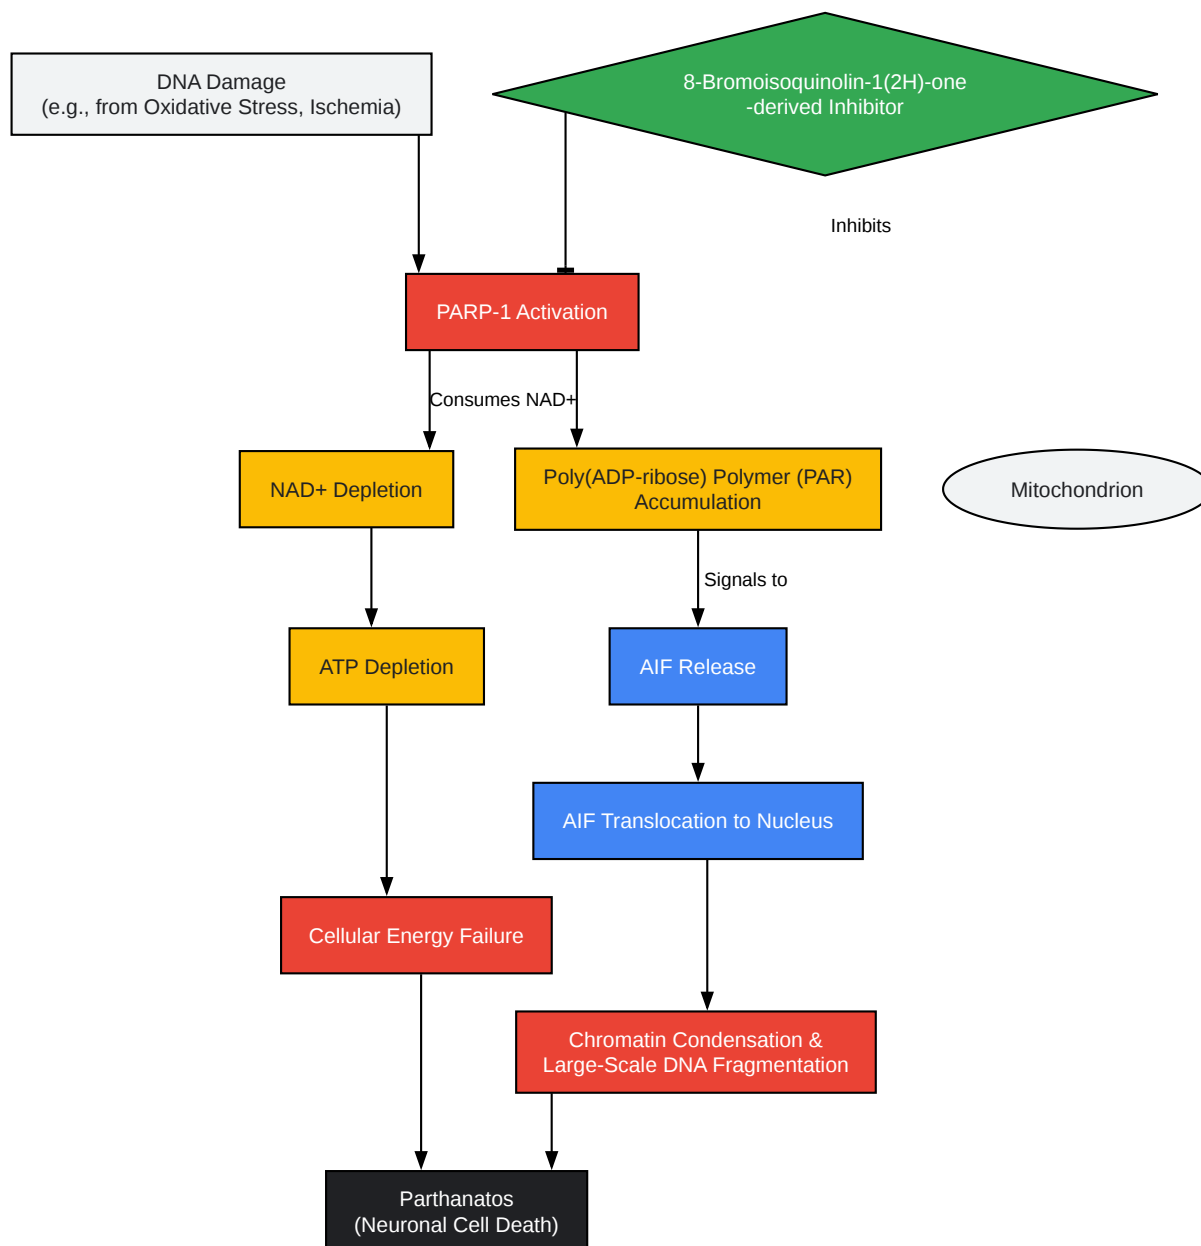 DNA Damage
(e.g., from Oxidative Stress, Ischemia)
8-Bromoisoquinolin-1(2H)-one
-derived Inhibitor
Inhibits
PARP-1 Activation
Consumes NAD+
NAD+ Depletion
Poly(ADP-ribose) Polymer (PAR)
Accumulation
Mitochondrion
Signals to
ATP Depletion
AIF Release
AIF Translocation to Nucleus
Cellular Energy Failure
Chromatin Condensation &
Large-Scale DNA Fragmentation
Parthanatos
(Neuronal Cell Death)